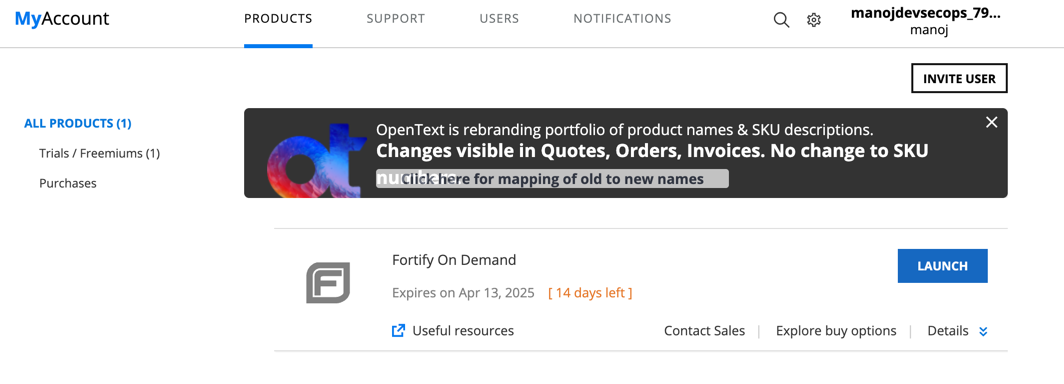 MyAccount
PRODUCTS
SUPPORT
USERS
NOTIFICATIONS
manojdevsecops_79...
manoj
INVITE USER
ALL PRODUCTS (1)
Trials / Freemiums (1)
Purchases
OpenText is rebranding portfolio of product names & SKU descriptions.
Changes visible in Quotes, Orders, Invoices. No change to SKU
numbers.
Click here for mapping of old to new names
Fortify On Demand
LAUNCH
Expires on Apr 13, 2025 [ 14 days left ]
Useful resources
Contact Sales
Explore buy options
Details